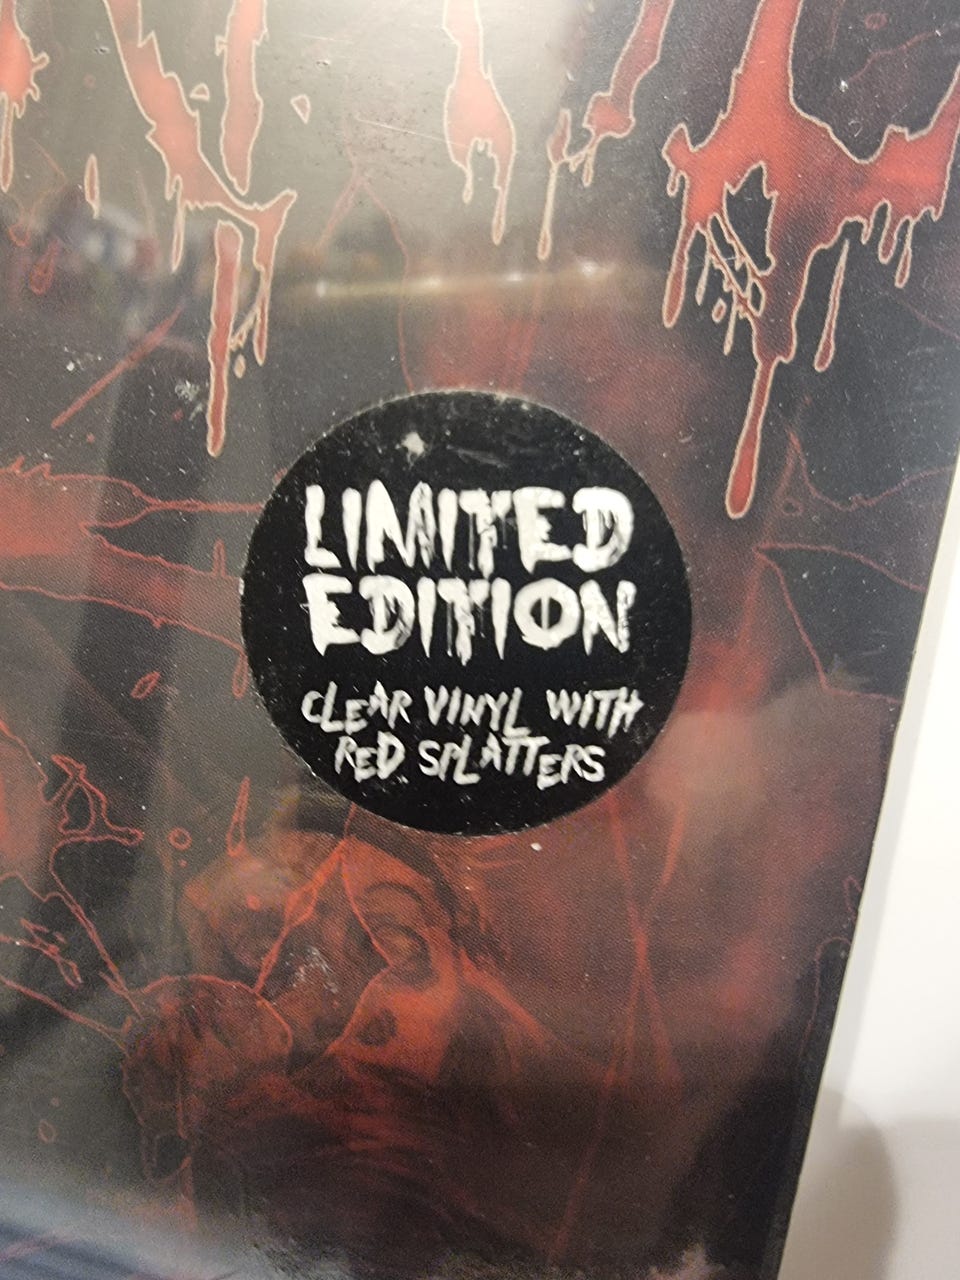 LIMITED
EDITION
CLEAR VINYL WITH
RED SPLATTERS